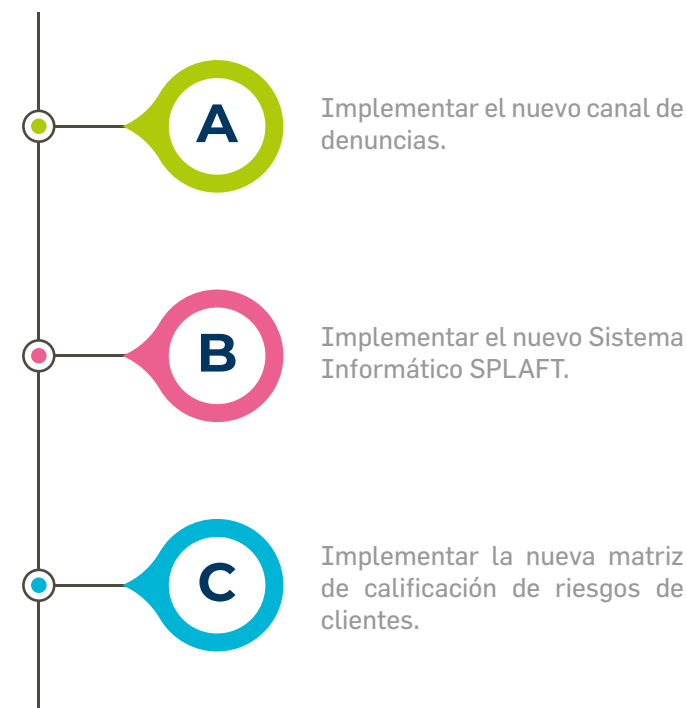 A
Implementar el nuevo canal de
denuncias.
B
Implementar el nuevo Sistema
Informático SPLAFT.
C
Implementar la nueva matriz
de calificación de riesgos de
clientes.